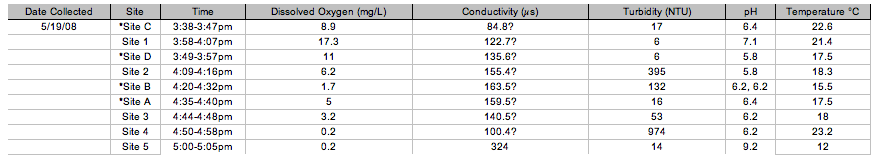 Date Collected Site Time Dissolved Oxygen (mg/L) Conductivity (µs) Turbidity (NTU) pH Temperature °C
5/19/08 *Site C 3:38-3:47pm 8.9 84.8? 17 6.4 22.6
Site 1 3:58-4:07pm 17.3 122.7? 6 7.1 21.4
*Site D 3:49-3:57pm 11 135.6? 6 5.8 17.5
Site 2 4:09-4:16pm 6.2 155.4? 395 5.8 18.3
*Site B 4:20-4:32pm 1.7 163.5? 132 6.2, 6.2 15.5
*Site A 4:35-4:40pm 5 159.5? 16 6.4 17.5
Site 3 4:44-4:48pm 3.2 140.5? 53 6.2 18
Site 4 4:50-4:58pm 0.2 100.4? 974 6.2 23.2
Site 5 5:00-5:05pm 0.2 324 14 9.2 12